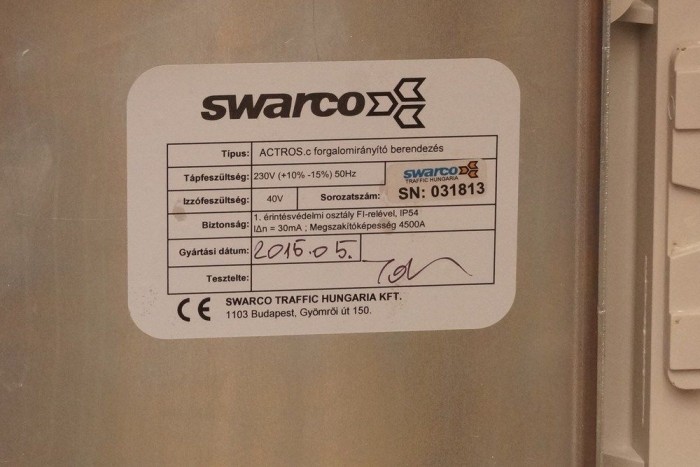 swarco
Típus: ACTROS.c forgalomirányító berendezés
Tápfeszültség: 230V (+10% -15%) 50Hz
swarco
TRAFFIC HUNGARIA
Izzófeszültség: 40V Sorozatszám: SN: 031813
Biztonság: 1. érintésvédelmi osztály FI-relével, IP54
IΔn = 30mA ; Megszakítóképesség 4500A
Gyártási dátum: 2015.05.
Tesztelte:
CE SWARCO TRAFFIC HUNGARIA KFT.
1103 Budapest, Gyömrői út 150.